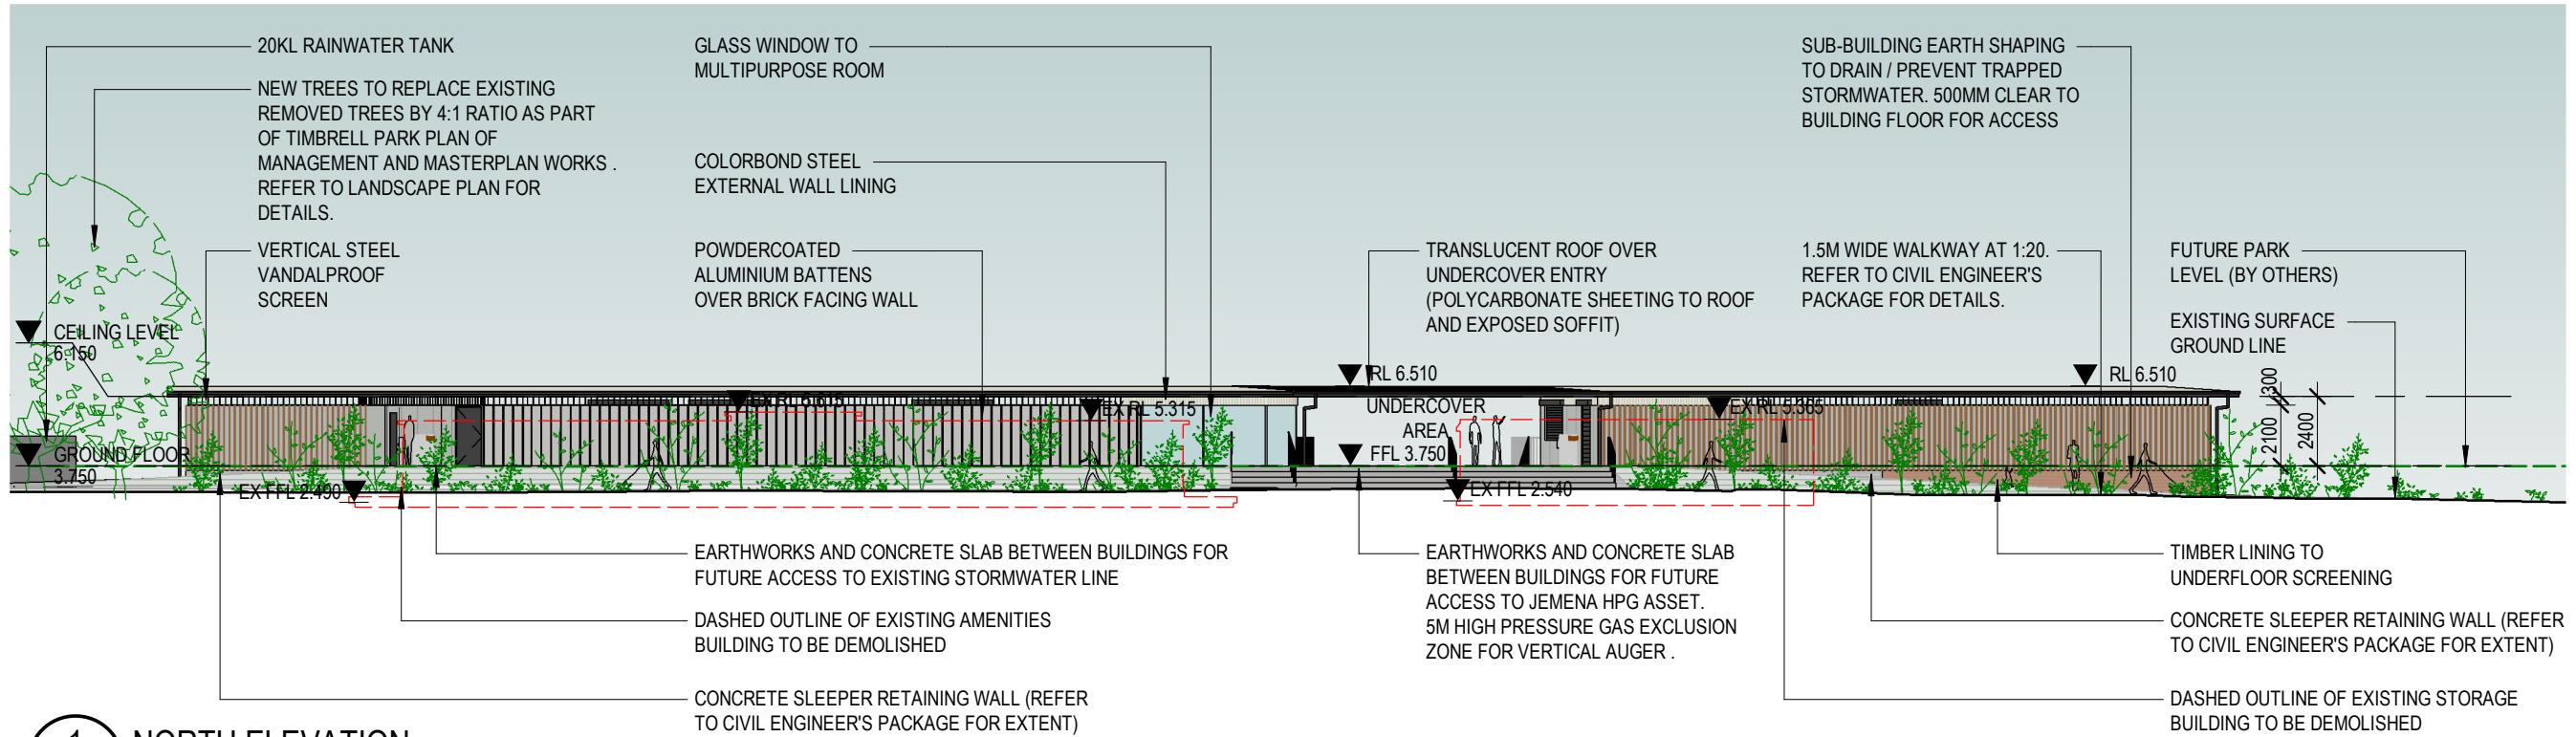 20KL RAINWATER TANK
NEW TREES TO REPLACE EXISTING
REMOVED TREES BY 4:1 RATIO AS PART
OF TIMBRELL PARK PLAN OF
MANAGEMENT AND MASTERPLAN WORKS .
REFER TO LANDSCAPE PLAN FOR
DETAILS.
VERTICAL STEEL
VANDALPROOF
SCREEN
GLASS WINDOW TO
MULTIPURPOSE ROOM
COLORBOND STEEL
EXTERNAL WALL LINING
POWDERCOATED
ALUMINIUM BATTENS
OVER BRICK FACING WALL
TRANSLUCENT ROOF OVER
UNDERCOVER ENTRY
(POLYCARBONATE SHEETING TO ROOF
AND EXPOSED SOFFIT)
SUB-BUILDING EARTH SHAPING
TO DRAIN / PREVENT TRAPPED
STORMWATER. 500MM CLEAR TO
BUILDING FLOOR FOR ACCESS
1.5M WIDE WALKWAY AT 1:20.
REFER TO CIVIL ENGINEER'S
PACKAGE FOR DETAILS.
FUTURE PARK
LEVEL (BY OTHERS)
EXISTING SURFACE
GROUND LINE
CEILING LEVEL
6.150
GROUND FLOOR
3.750
EX FFL 2.490
EX RL 5.615
EX RL 5.315
RL 6.510
UNDERCOVER
AREA
FFL 3.750
EX FFL 2.540
EX RL 5.365
RL 6.510
300
2100
2400
EARTHWORKS AND CONCRETE SLAB BETWEEN BUILDINGS FOR
FUTURE ACCESS TO EXISTING STORMWATER LINE
DASHED OUTLINE OF EXISTING AMENITIES
BUILDING TO BE DEMOLISHED
CONCRETE SLEEPER RETAINING WALL (REFER
TO CIVIL ENGINEER'S PACKAGE FOR EXTENT)
EARTHWORKS AND CONCRETE SLAB
BETWEEN BUILDINGS FOR FUTURE
ACCESS TO JEMENA HPG ASSET.
5M HIGH PRESSURE GAS EXCLUSION
ZONE FOR VERTICAL AUGER .
TIMBER LINING TO
UNDERFLOOR SCREENING
CONCRETE SLEEPER RETAINING WALL (REFER
TO CIVIL ENGINEER'S PACKAGE FOR EXTENT)
DASHED OUTLINE OF EXISTING STORAGE
BUILDING TO BE DEMOLISHED
1
NORTH ELEVATION